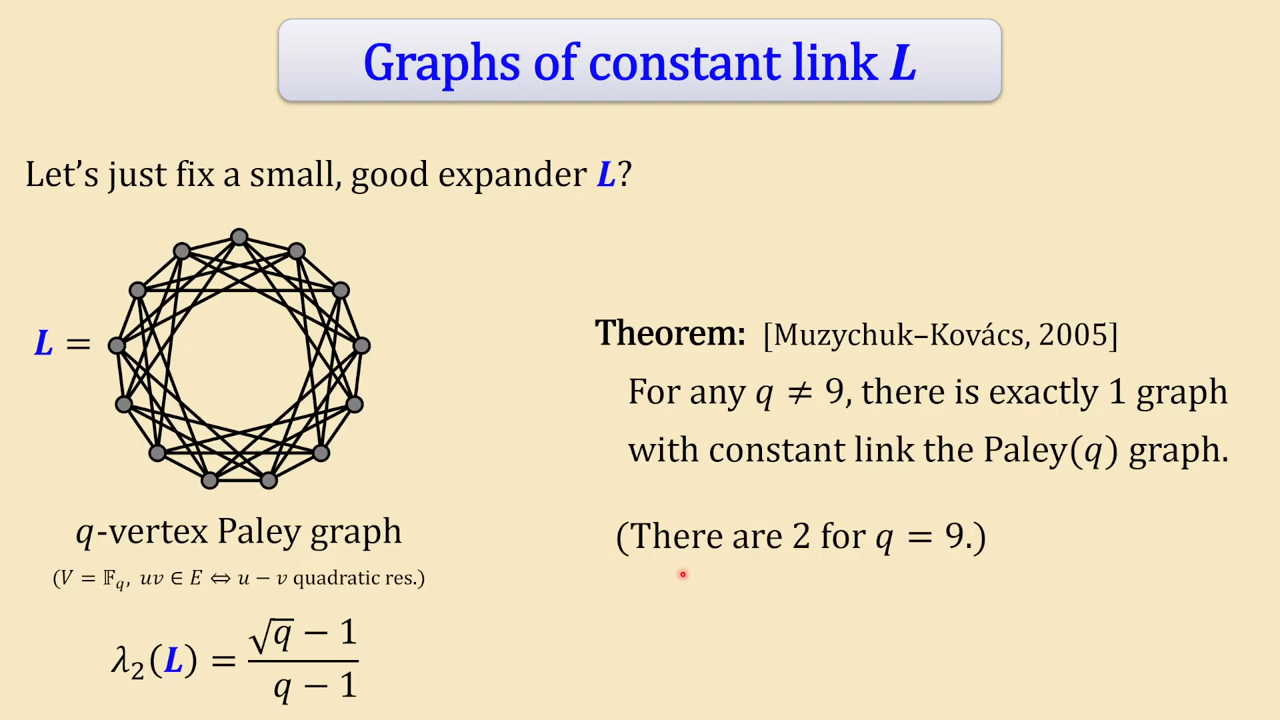 Graphs of constant link L
Let's just fix a small, good expander L?
L =
q-vertex Paley graph
(V = 𝔽_q, uv ∈ E ⇔ u − v quadratic res.)
λ₂(L) = (√q − 1)/(q − 1)
Theorem: [Muzychuk–Kovács, 2005]
For any q ≠ 9, there is exactly 1 graph
with constant link the Paley(q) graph.
(There are 2 for q = 9.)